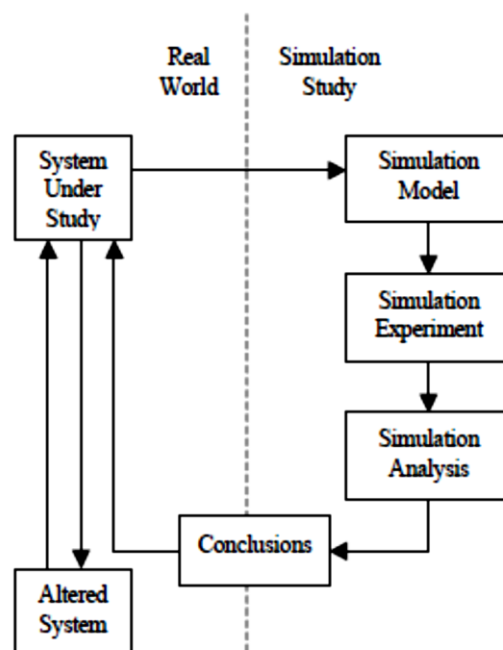 Real
World
Simulation
Study
System
Under
Study
Simulation
Model
Simulation
Experiment
Simulation
Analysis
Conclusions
Altered
System